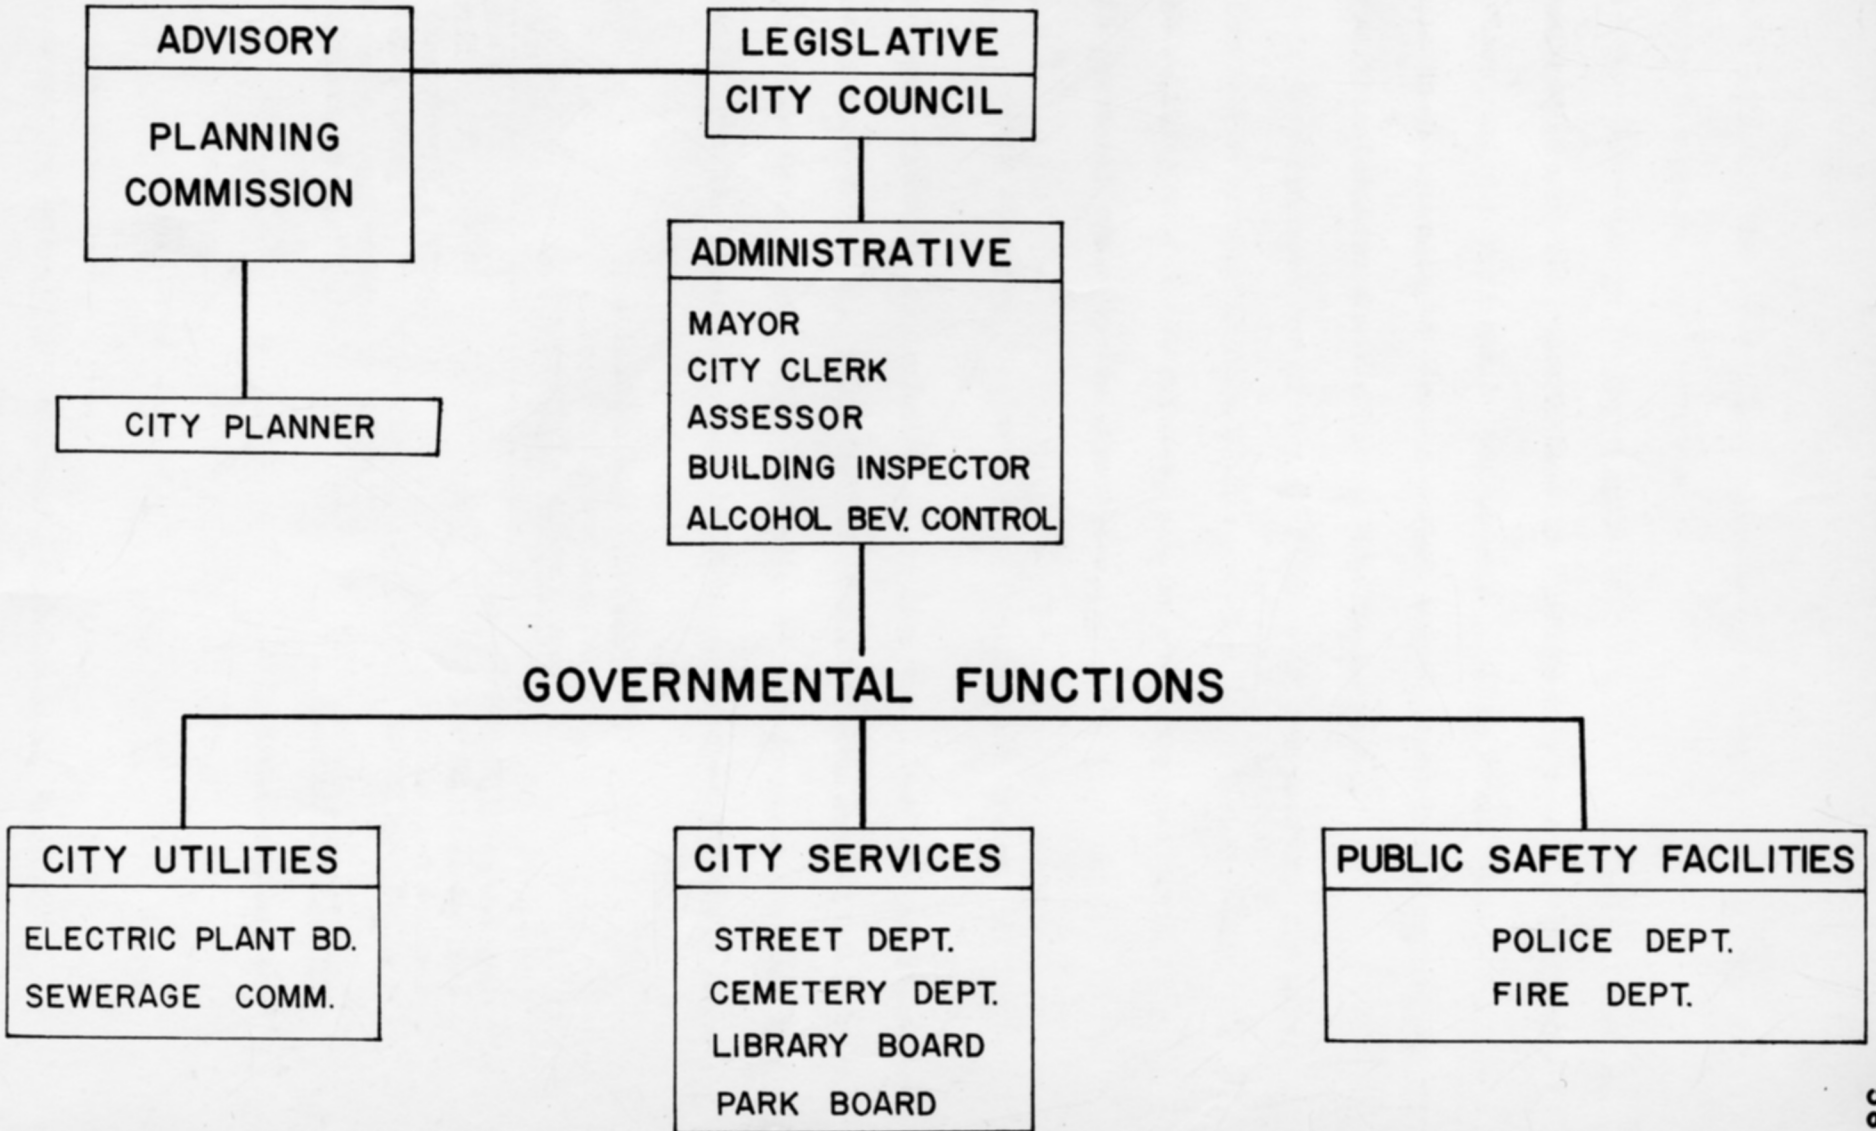 ADVISORY
PLANNING
COMMISSION
CITY PLANNER
LEGISLATIVE
CITY COUNCIL
ADMINISTRATIVE
MAYOR
CITY CLERK
ASSESSOR
BUILDING INSPECTOR
ALCOHOL BEV. CONTROL
GOVERNMENTAL FUNCTIONS
CITY UTILITIES
ELECTRIC PLANT BD.
SEWERAGE COMM.
CITY SERVICES
STREET DEPT.
CEMETERY DEPT.
LIBRARY BOARD
PARK BOARD
PUBLIC SAFETY FACILITIES
POLICE DEPT.
FIRE DEPT.